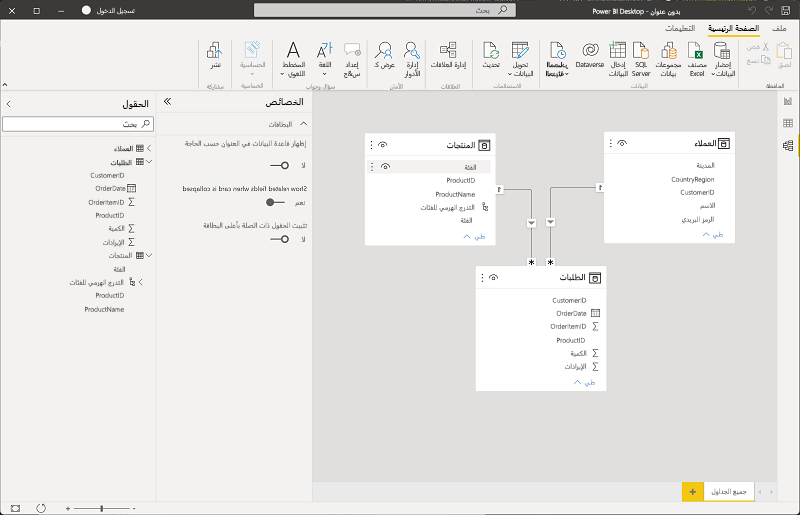 بدون عنوان - Power BI Desktop
بحث
تسجيل الدخول
ملف
الصفحة الرئيسية
التعليمات
لصق
قص
نسخ
الحافظة
إحضار البيانات
مصنف Excel
مجموعات بيانات
SQL Server
إدخال البيانات
Dataverse
البيانات
تحويل البيانات
تحديث
الاستعلامات
إدارة العلاقات
العلاقات
إدارة الأدوار
عرض كـ
الأمان
إعداد
اللغة
المخطط اللغوي
سؤال وجواب
الحساسية
الحساسية
نشر
مشاركة
العملاء
المدينة
CountryRegion
CustomerID
الاسم
الرمز البريدي
طي
المنتجات
الفئة
ProductID
ProductName
التدرج الهرمي للفئات
الفئة
طي
1
1
*
*
الطلبات
CustomerID
OrderDate
OrderItemID
ProductID
الكمية
الإيرادات
طي
الخصائص
البطاقات
إظهار قاعدة البيانات في العنوان حسب الحاجة
لا
Show related fields when card is collapsed
نعم
تثبيت الحقول ذات الصلة بأعلى البطاقة
لا
الحقول
بحث
العملاء
الطلبات
CustomerID
OrderDate
OrderItemID
ProductID
الكمية
الإيرادات
المنتجات
الفئة
التدرج الهرمي للفئات
ProductID
ProductName
جميع الجداول